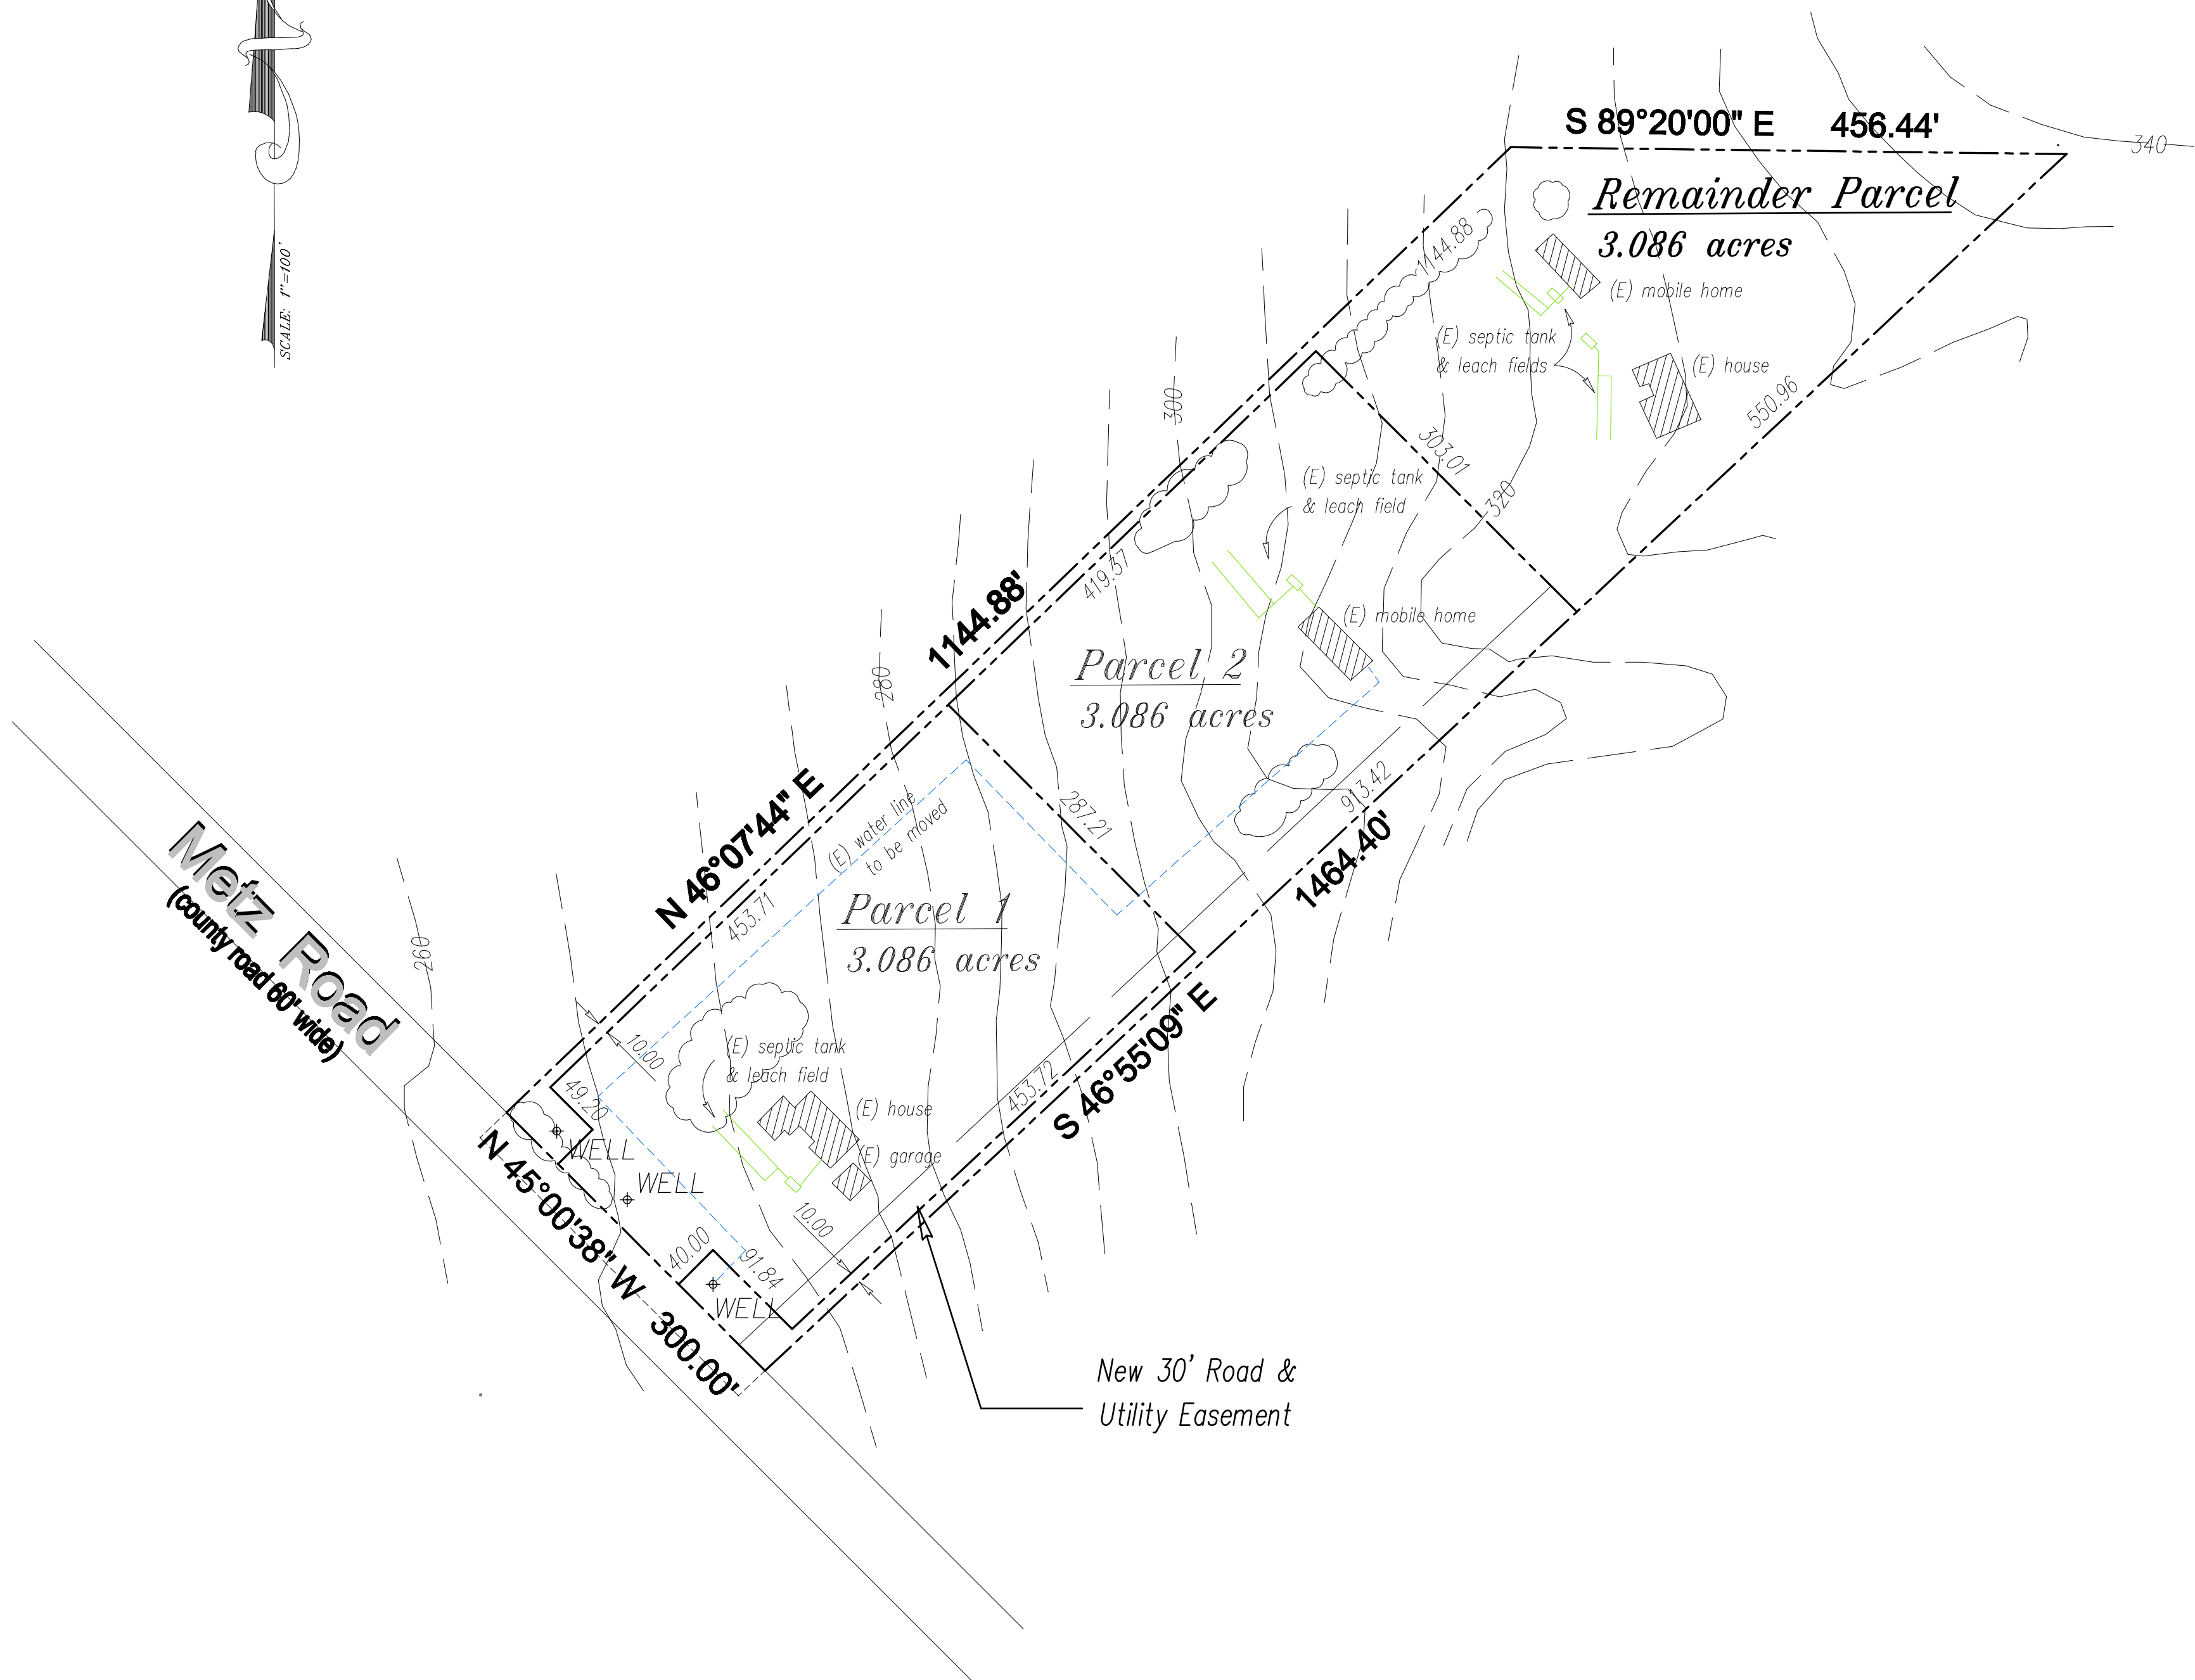 SCALE: 1"=100'
S 89°20'00" E 456.44'
340
Remainder Parcel
3.086 acres
(E) mobile home
1144.88
(E) septic tank
& leach fields
(E) house
550.96
300
303.01
320
(E) septic tank
& leach field
419.37
1144.88'
(E) mobile home
Parcel 2
3.086 acres
280
287.21
913.42
1464.40'
N 46°07'44" E
(E) water line
to be moved
453.71
Parcel 1
3.086 acres
Metz Road
(county road 60' wide)
260
10.00
(E) septic tank
& leach field
49.20
(E) house
453.72
S 46°55'09" E
WELL
(E) garage
WELL
N 45°00'38" W 300.00'
10.00
40.00
91.84
WELL
New 30' Road &
Utility Easement